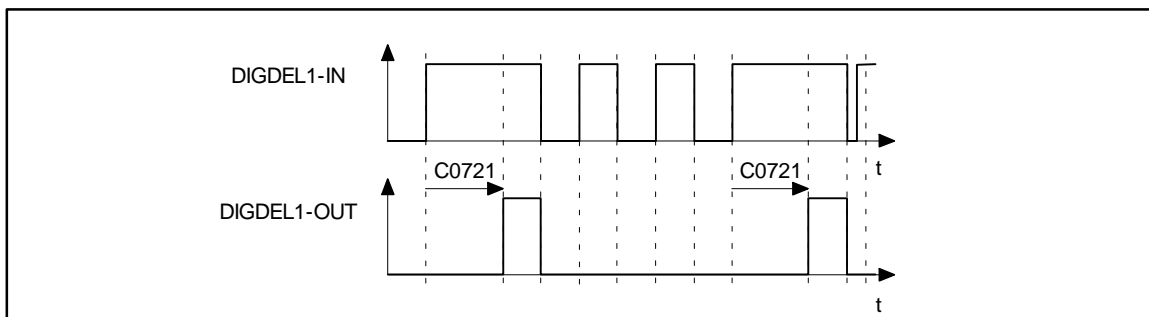 DIGDEL1-IN
t
C0721
C0721
DIGDEL1-OUT
t